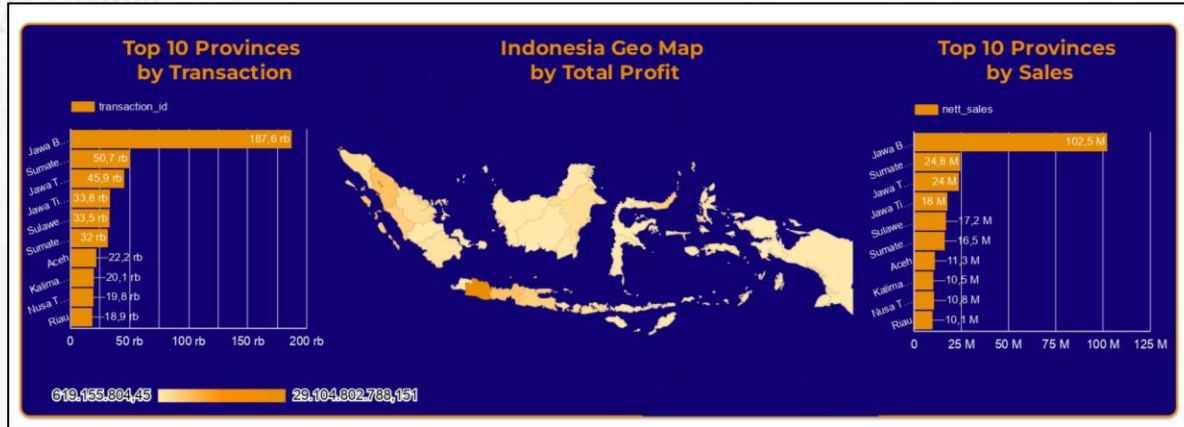 Top 10 Provinces
by Transaction
transaction_id
Jawa B...
187,6 rb
Sumate...
50,7 rb
Jawa T...
45,9 rb
Jawa Ti...
33,8 rb
Sulawe...
33,5 rb
Sumate...
32 rb
Aceh
22,2 rb
Kalima...
20,1 rb
Nusa T...
19,8 rb
Riau
18,9 rb
0 50 rb 100 rb 150 rb 200 rb
Indonesia Geo Map
by Total Profit
619.155.804,45 29.104.802.788,151
Top 10 Provinces
by Sales
nett_sales
Jawa B...
102,5 M
Sumate...
24,8 M
Jawa T...
24 M
Jawa Ti...
18 M
Sulawe...
17,2 M
Sumate...
16,5 M
Aceh
11,3 M
Kalima...
10,5 M
Nusa T...
10,8 M
Riau
10,1 M
0 25 M 50 M 75 M 100 M 125 M